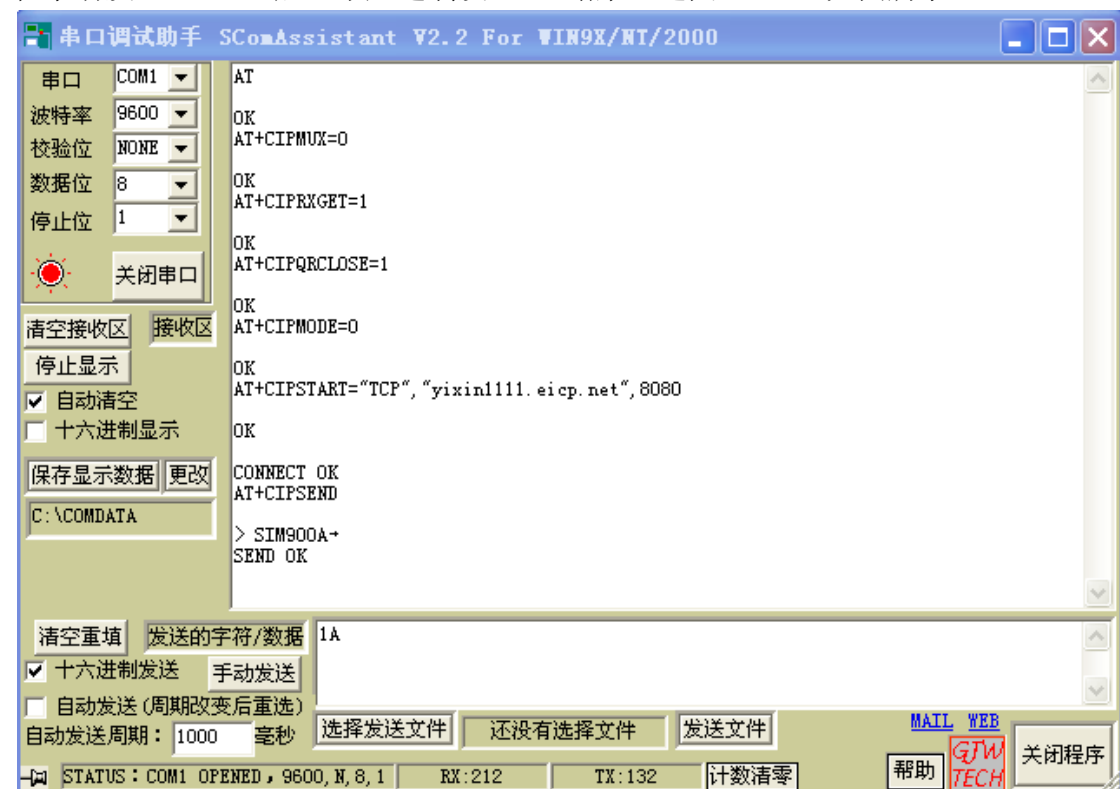 串口调试助手 SComAssistant V2.2 For WIN9X/NT/2000
串口 COM1
波特率 9600
校验位 NONE
数据位 8
停止位 1
关闭串口
清空接收区 接收区
停止显示
自动清空
十六进制显示
保存显示数据 更改
C:\COMDATA
AT
OK
AT+CIPMUX=0
OK
AT+CIPRXGET=1
OK
AT+CIPQRCLOSE=1
OK
AT+CIPMODE=0
OK
AT+CIPSTART="TCP","yixin1111.eicp.net",8080
OK
CONNECT OK
AT+CIPSEND
> SIM900A→
SEND OK
清空重填 发送的字符/数据 1A
十六进制发送 手动发送
自动发送(周期改变后重选)
自动发送周期: 1000 毫秒 选择发送文件 还没有选择文件 发送文件
MAIL WEB
帮助 GJW TECH 关闭程序
STATUS:COM1 OPENED,9600,N,8,1 RX:212 TX:132 计数清零